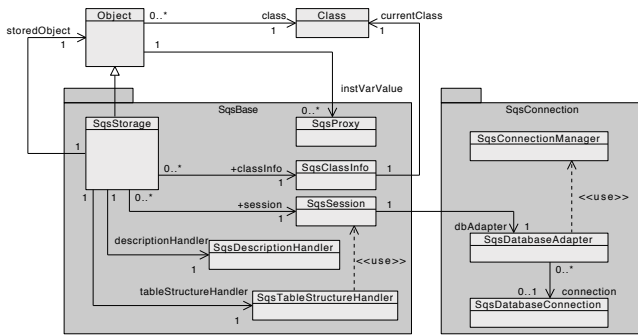 Object
0..*
class
Class
currentClass
storedObject
1
1
1
1
1
instVarValue
SqsBase
SqsConnection
SqsStorage
0..*
SqsProxy
SqsConnectionManager
1
0..*
+classInfo
SqsClassInfo
1
1
<<use>>
1
1
0..*
+session
SqsSession
1
1
dbAdapter
1
descriptionHandler
SqsDescriptionHandler
SqsDatabaseAdapter
1
<<use>>
0..*
tableStructureHandler
SqsTableStructureHandler
0..1
connection
1
SqsDatabaseConnection